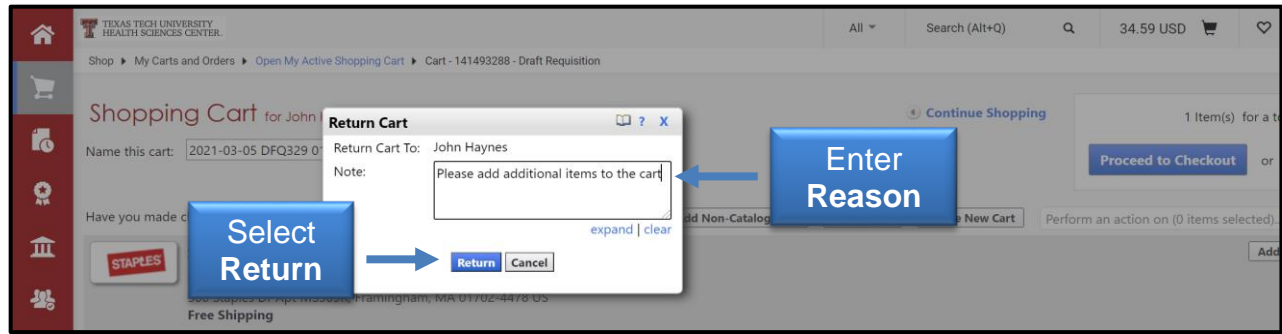 TEXAS TECH UNIVERSITY
HEALTH SCIENCES CENTER.
All
Search (Alt+Q)
34.59 USD
Shop ▸ My Carts and Orders ▸ Open My Active Shopping Cart ▸ Cart - 141493288 - Draft Requisition
Shopping Cart for John
Continue Shopping
1 Item(s) for a
Name this cart: 2021-03-05 DFQ329
Proceed to Checkout or
Return Cart ? X
Return Cart To: John Haynes
Note: Please add additional items to the cart
expand | clear
Return Cancel
Enter
Reason
Select
Return
Have you made
Non-Catalog
New Cart
Perform an action on (0 items selected)
STAPLES
Add
Framingham, MA 01702-4478 US
Free Shipping